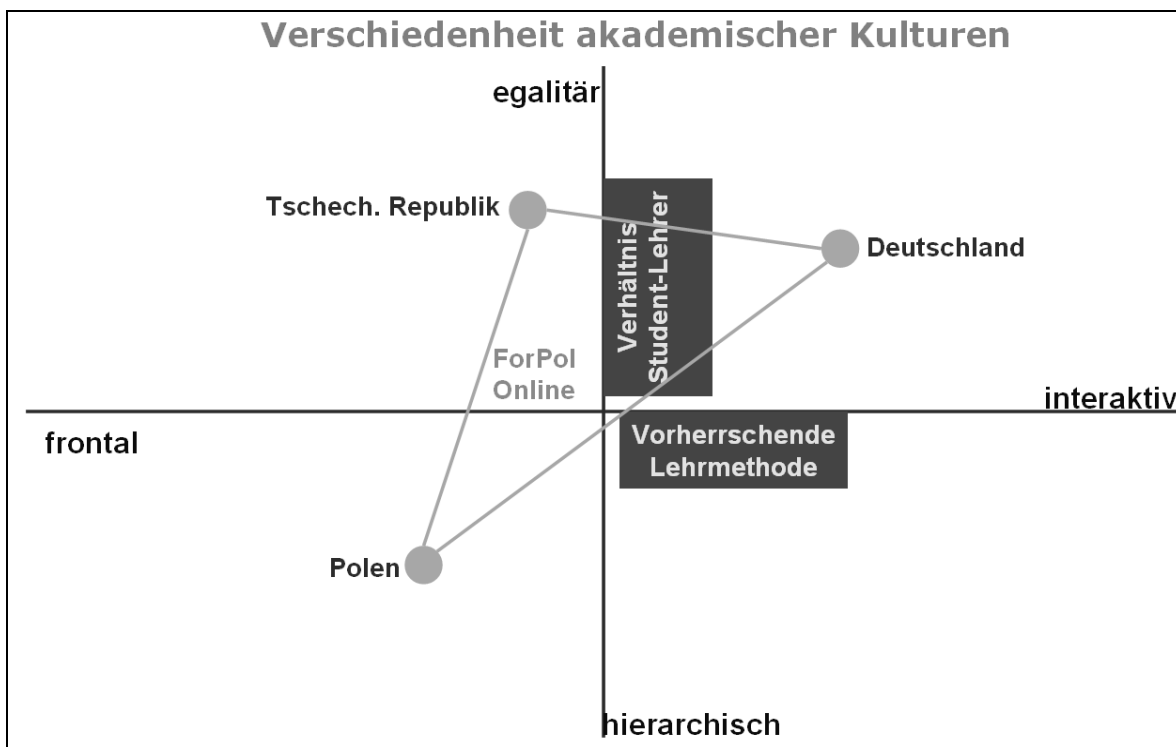 Verschiedenheit akademischer Kulturen
egalitär
Tschech. Republik
Verhältnis
Student-Lehrer
Deutschland
ForPol
Online
interaktiv
frontal
Vorherrschende
Lehrmethode
Polen
hierarchisch